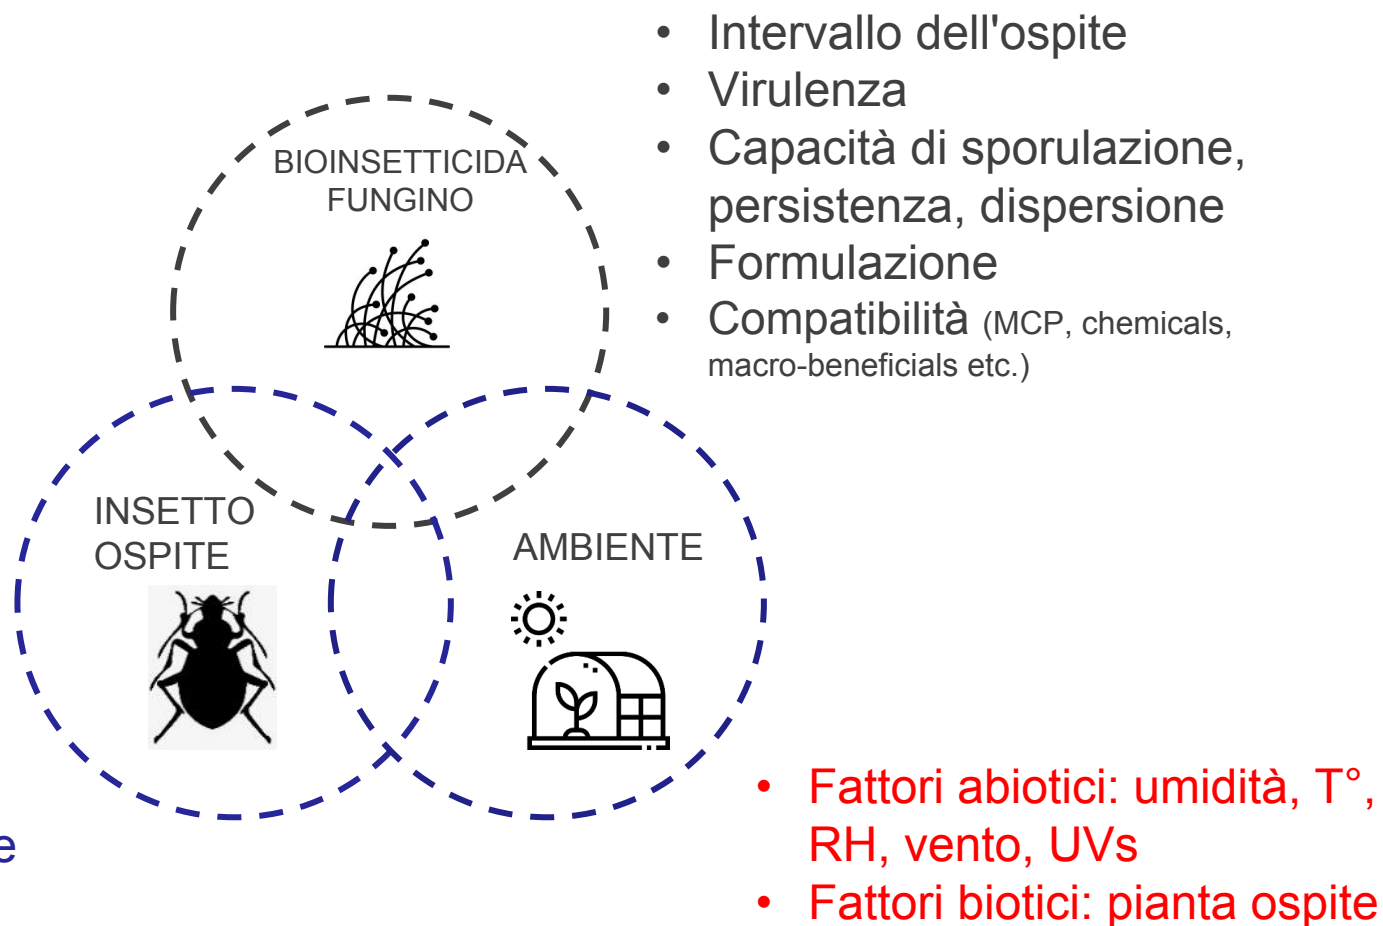 • Intervallo dell'ospite
• Virulenza
• Capacità di sporulazione,
persistenza, dispersione
• Formulazione
• Compatibilità (MCP, chemicals,
macro-beneficials etc.)
BIOINSETTICIDA
FUNGINO
INSETTO
OSPITE
AMBIENTE
e
• Fattori abiotici: umidità, T°,
RH, vento, UVs
• Fattori biotici: pianta ospite